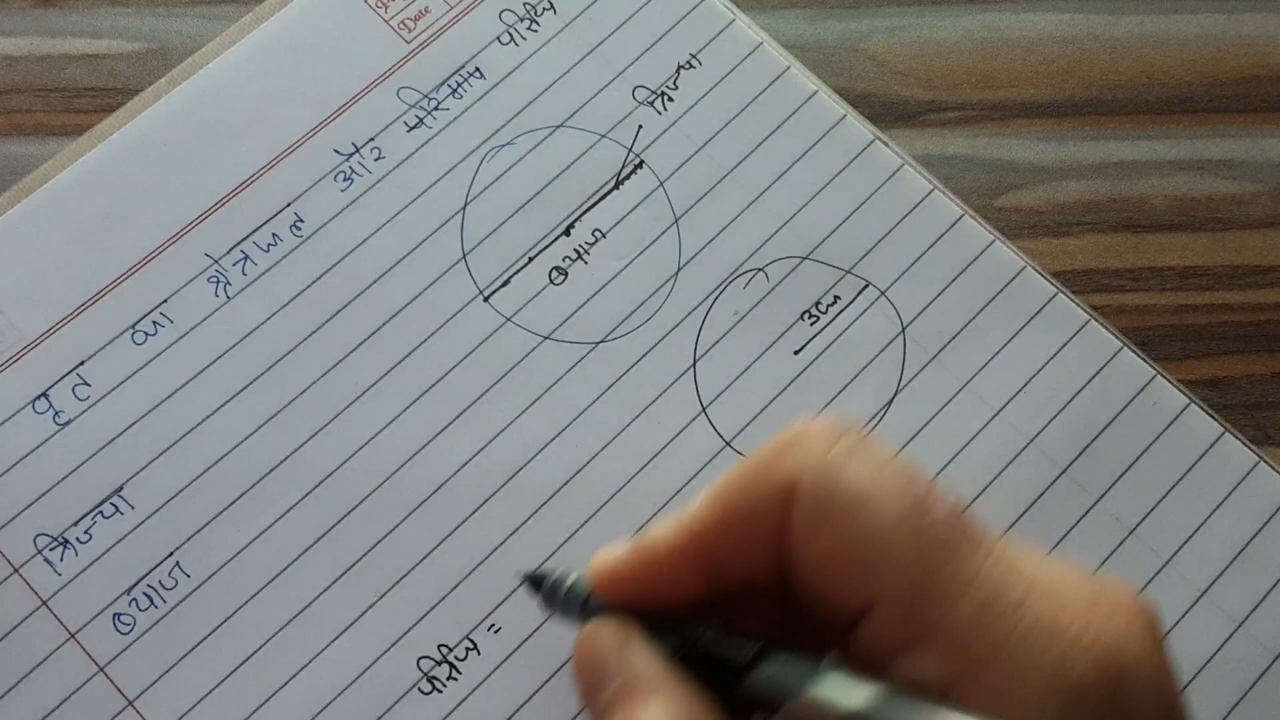 Date
वृत का क्षेत्रफल और परिमाप परिधि
त्रिज्या
व्यास
त्रिज्या
व्यास
3cm
परिधि =